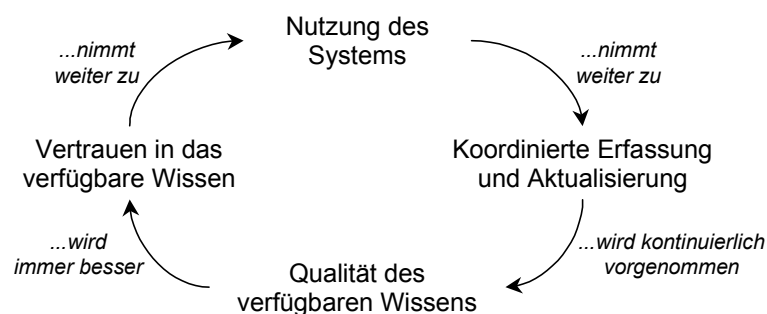 Nutzung des
Systems
...nimmt
weiter zu
Koordinierte Erfassung
und Aktualisierung
...wird kontinuierlich
vorgenommen
Qualität des
verfügbaren Wissens
...wird
immer besser
Vertrauen in das
verfügbare Wissen
...nimmt
weiter zu